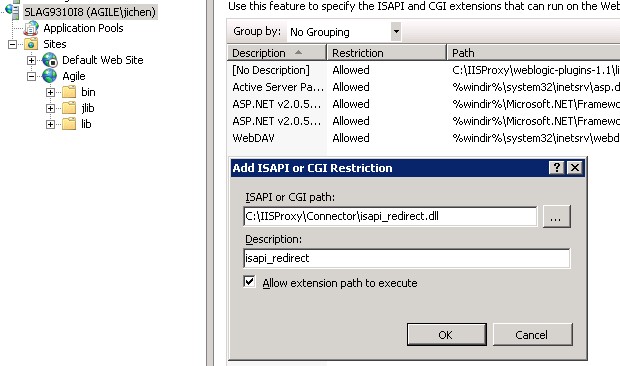 SLAG9310I8 (AGILE\jichen)
Application Pools
Sites
Default Web Site
Agile
bin
jlib
lib
Use this feature to specify the ISAPI and CGI extensions that can run on the Web
Group by: No Grouping
Description Restriction Path
[No Description] Allowed C:\IISProxy\weblogic-plugins-1.1\li
Active Server Pa... Allowed %windir%\system32\inetsrv\asp.d
ASP.NET v2.0.5... Allowed %windir%\Microsoft.NET\Framewo
ASP.NET v2.0.5... Allowed %windir%\Microsoft.NET\Framewo
WebDAV Allowed %windir%\system32\inetsrv\webd
Add ISAPI or CGI Restriction
ISAPI or CGI path:
C:\IISProxy\Connector\isapi_redirect.dll ...
Description:
isapi_redirect
Allow extension path to execute
OK Cancel